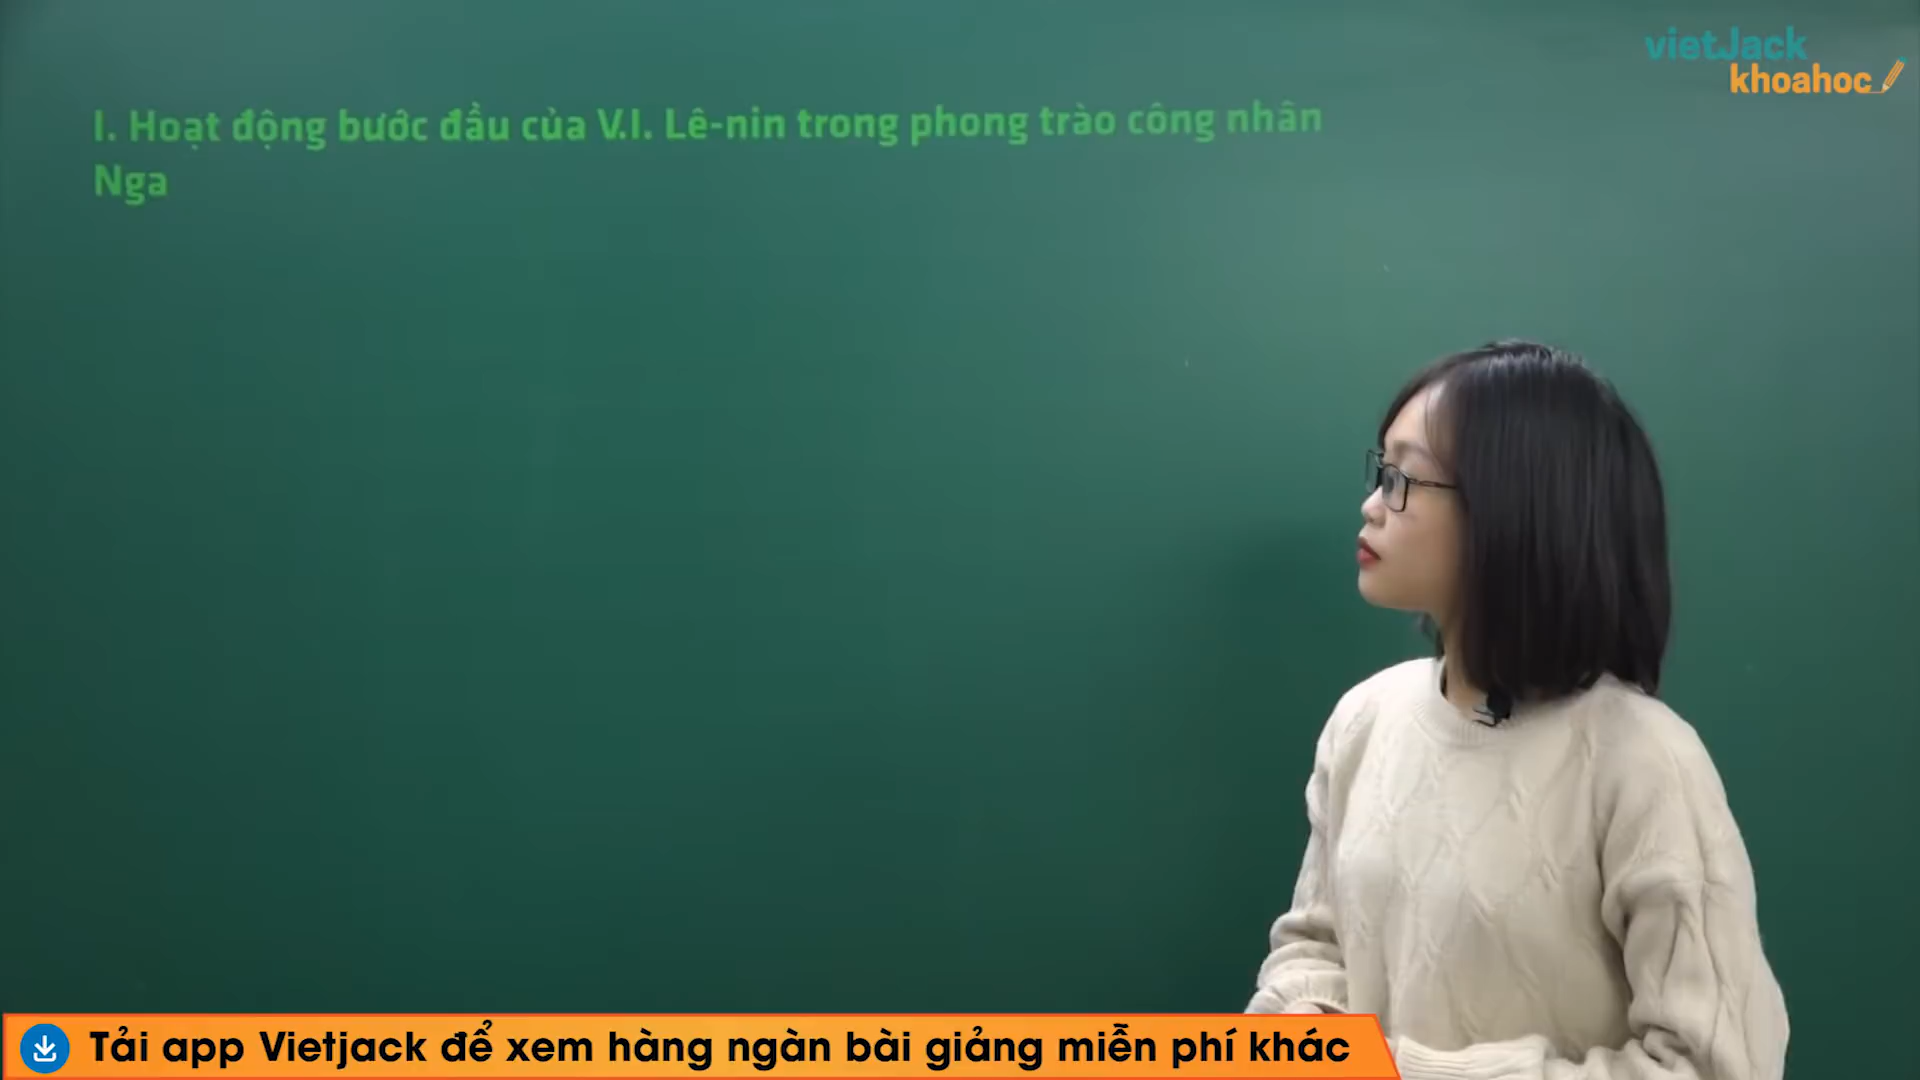 vietJack
khoahoc
I. Hoạt động bước đầu của V.I. Lê-nin trong phong trào công nhân
Nga
Tải app Vietjack để xem hàng ngàn bài giảng miễn phí khác